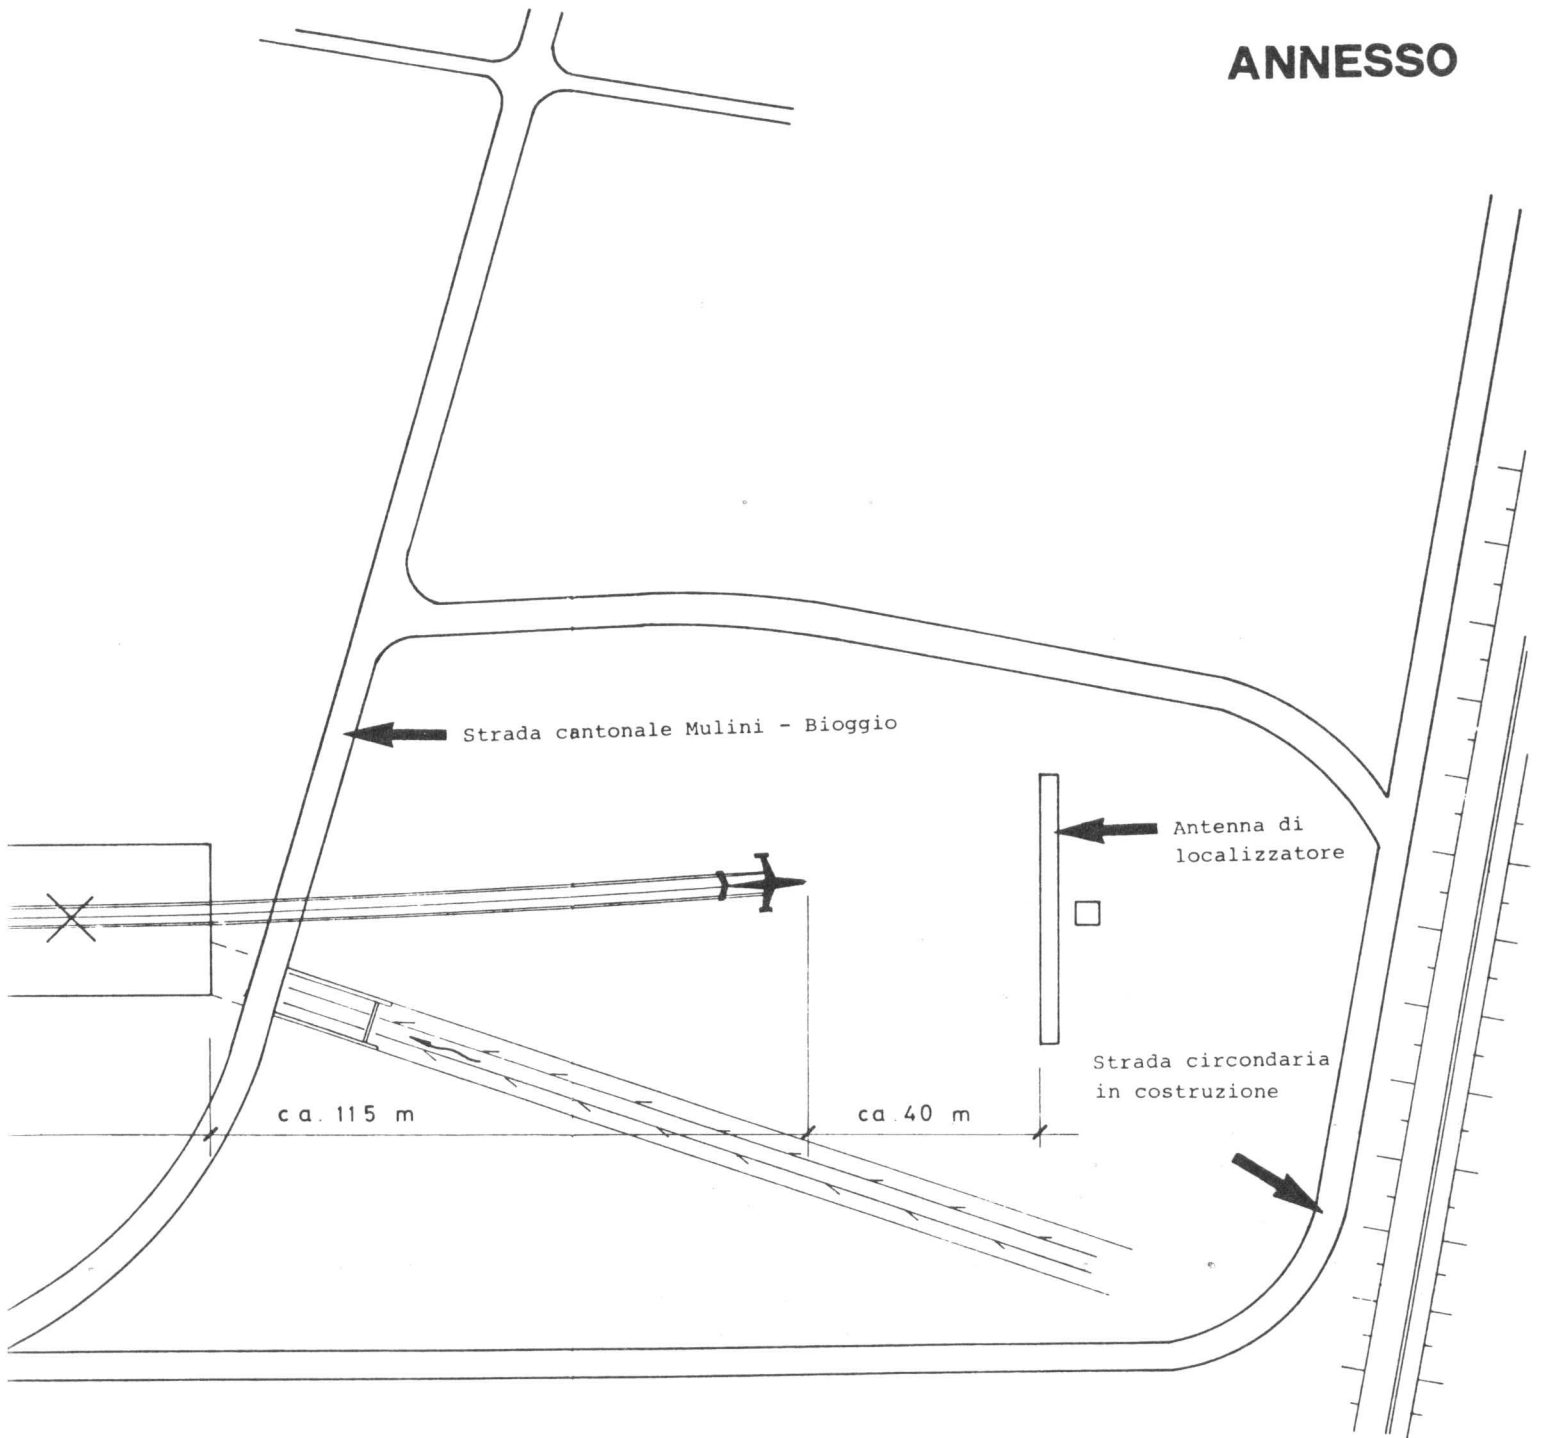 ANNESSO
Strada cantonale Mulini - Bioggio
Antenna di
localizzatore
Strada circondaria
in costruzione
ca. 115 m
ca. 40 m